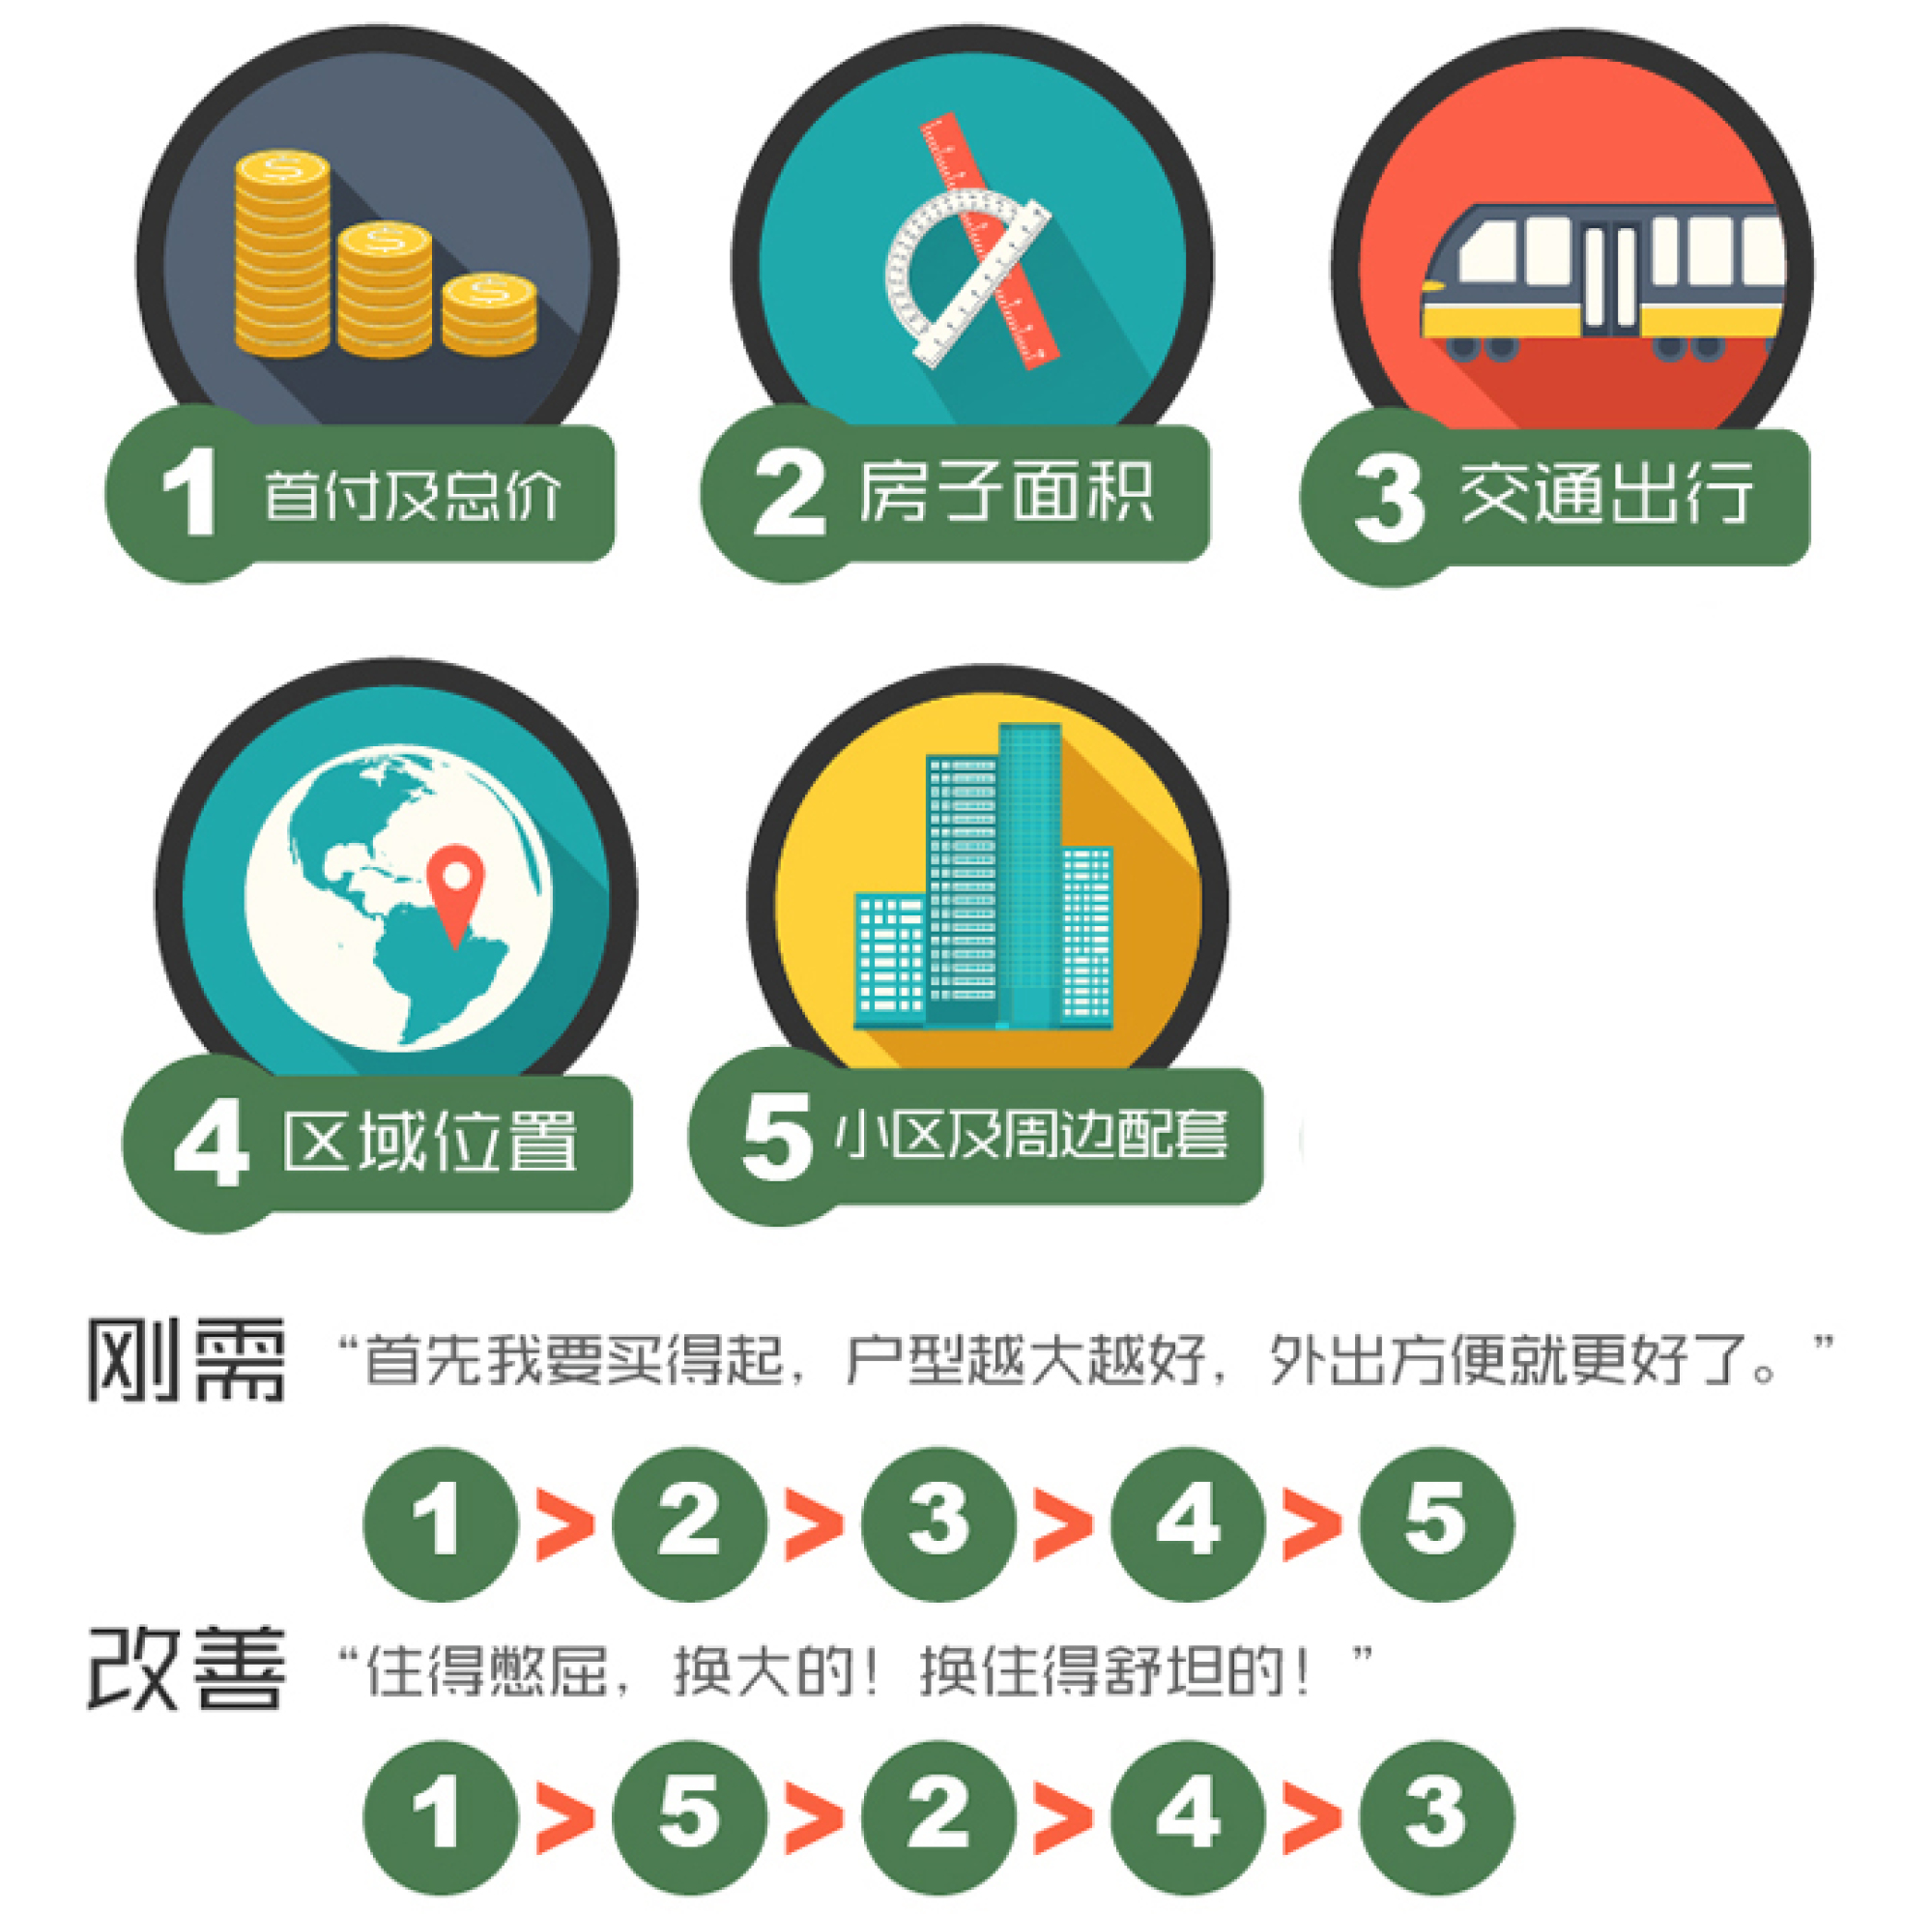 1 首付及总价
2 房子面积
3 交通出行
4 区域位置
5 小区及周边配套
刚需 “首先我要买得起，户型越大越好，外出方便就更好了。”
1 > 2 > 3 > 4 > 5
改善 “住得憋屈，换大的！换住得舒坦的！”
1 > 5 > 2 > 4 > 3